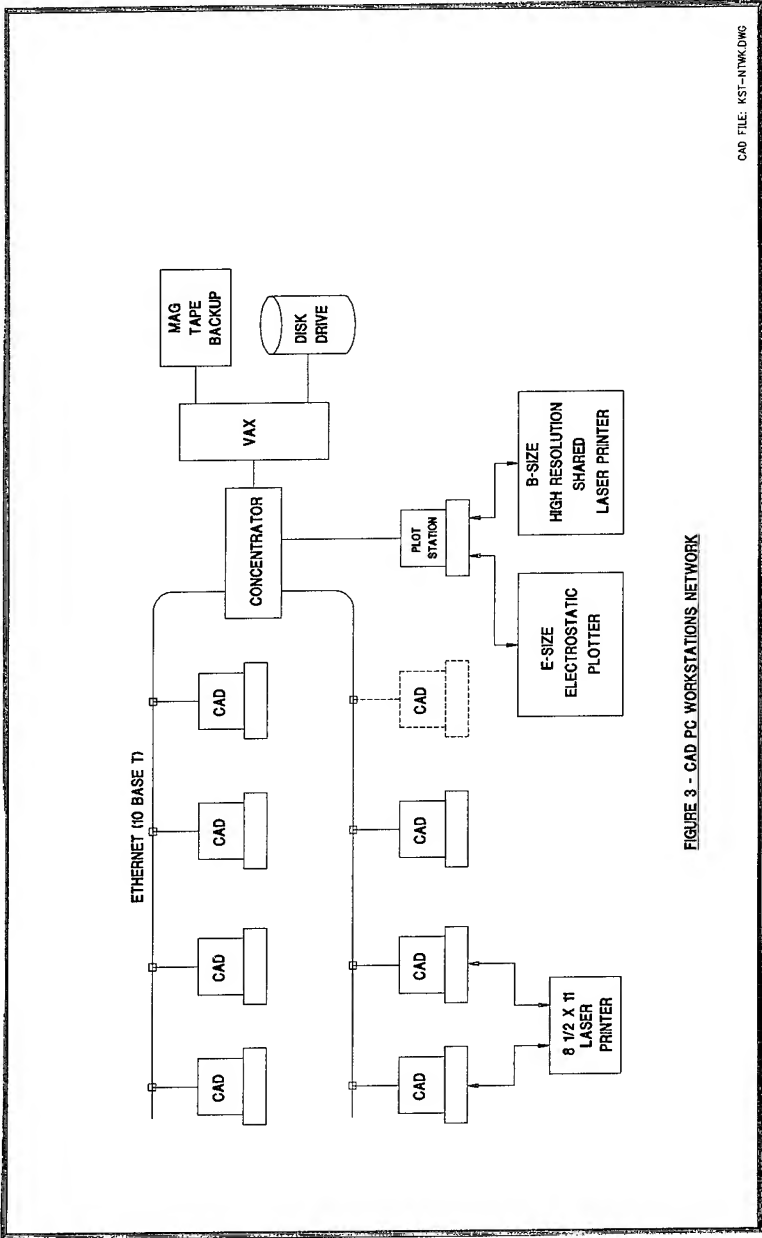 ETHERNET (10 BASE T)
CAD
CAD
CAD
CAD
CONCENTRATOR
VAX
MAG
TAPE
BACKUP
DISK
DRIVE
CAD
CAD
CAD
CAD
PLOT
STATION
8 1/2 X 11
LASER
PRINTER
E-SIZE
ELECTROSTATIC
PLOTTER
B-SIZE
HIGH RESOLUTION
SHARED
LASER PRINTER
FIGURE 3 - CAD PC WORKSTATIONS NETWORK
CAD FILE: KST-NTWK.DWG